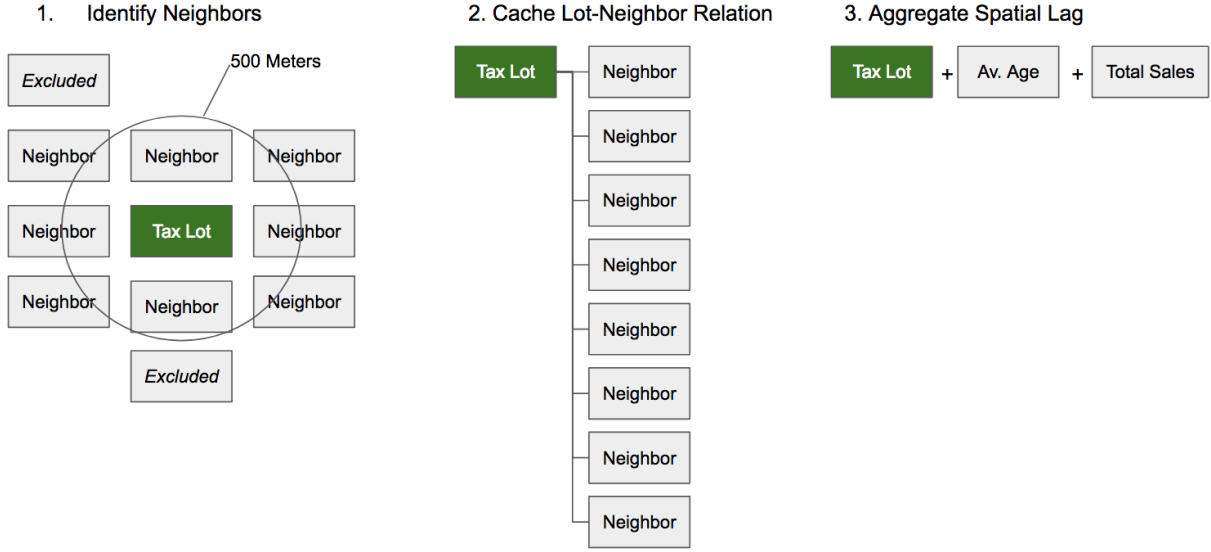 1. Identify Neighbors
500 Meters
Excluded
Neighbor
Neighbor
Neighbor
Neighbor
Tax Lot
Neighbor
Neighbor
Neighbor
Neighbor
Excluded
2. Cache Lot-Neighbor Relation
Tax Lot
Neighbor
Neighbor
Neighbor
Neighbor
Neighbor
Neighbor
Neighbor
Neighbor
3. Aggregate Spatial Lag
Tax Lot + Av. Age + Total Sales